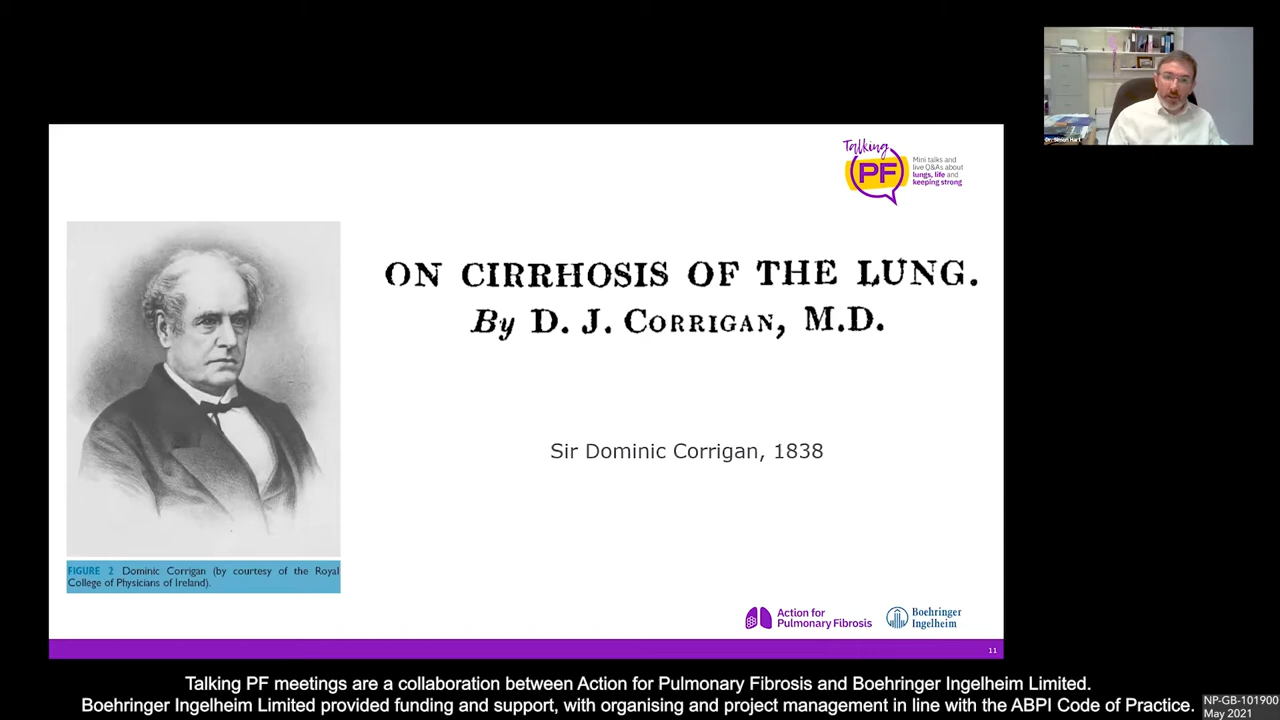 Dr. Simon Hart
Talking
PF
Mini talks and
live Q&As about
lungs, life and
keeping strong
ON CIRRHOSIS OF THE LUNG.
By D. J. CORRIGAN, M.D.
Sir Dominic Corrigan, 1838
FIGURE 2 Dominic Corrigan (by courtesy of the Royal
College of Physicians of Ireland).
Action for
Pulmonary Fibrosis
Boehringer
Ingelheim
11
Talking PF meetings are a collaboration between Action for Pulmonary Fibrosis and Boehringer Ingelheim Limited.
Boehringer Ingelheim Limited provided funding and support, with organising and project management in line with the ABPI Code of Practice.
NP-GB-101900
May 2021